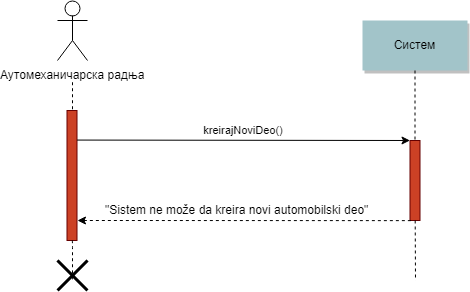 Систем
Аутомеханичарска радња
kreirajNoviDeo()
"Sistem ne može da kreira novi automobilski deo"